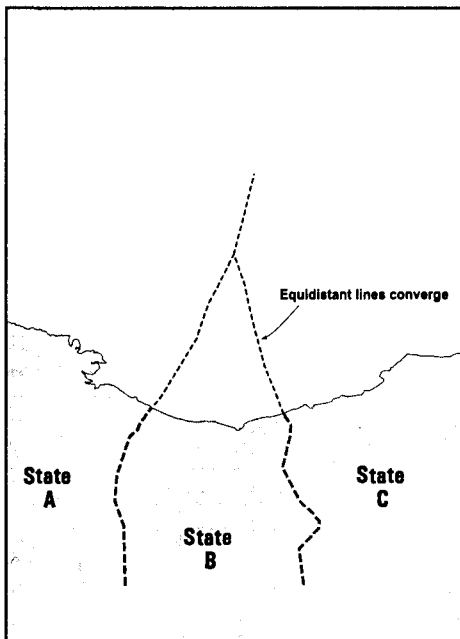 Equidistant lines converge
State
A
State
B
State
C